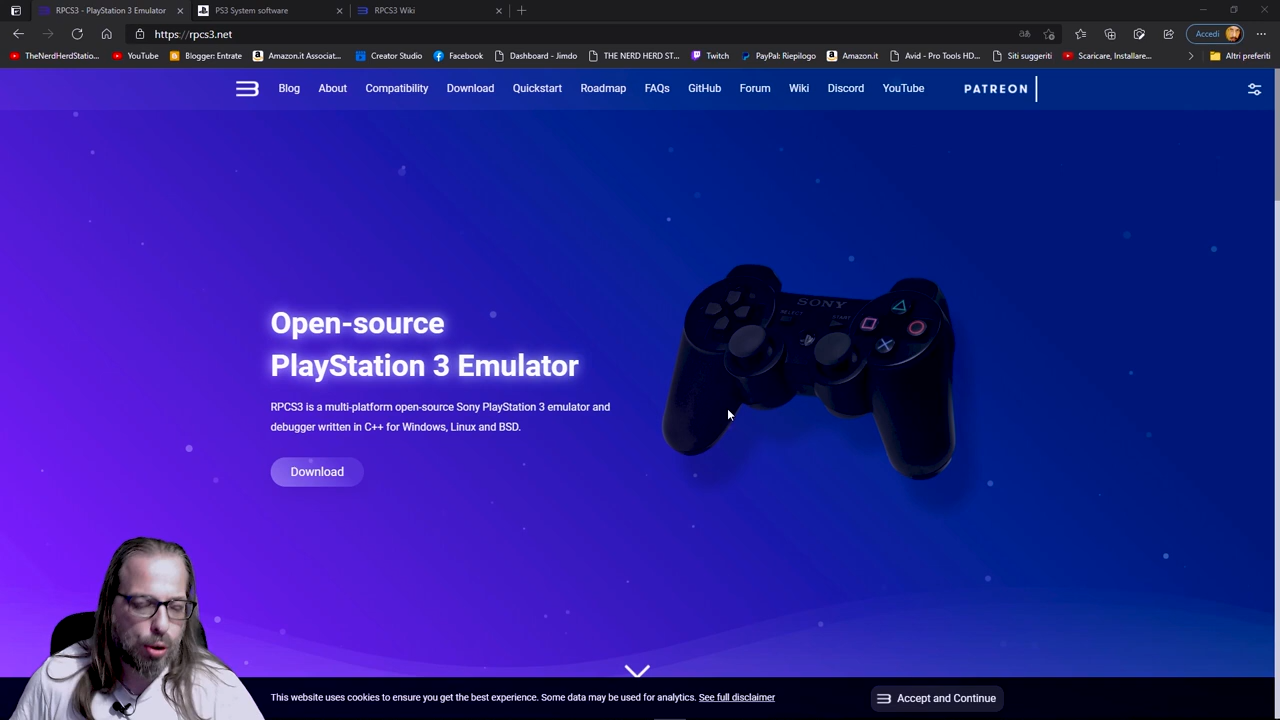 RPCS3 - PlayStation 3 Emulator
PS3 System software
RPCS3 Wiki
https://rpcs3.net
Accedi
TheNerdHerdStatio...
YouTube
Blogger: Entrate
Amazon.it Associat...
Creator Studio
Facebook
Dashboard - Jimdo
THE NERD HERD ST...
Twitch
PayPal: Riepilogo
Amazon.it
Avid - Pro Tools HD...
Siti suggeriti
Scaricare, Installare...
Altri preferiti
Blog
About
Compatibility
Download
Quickstart
Roadmap
FAQs
GitHub
Forum
Wiki
Discord
YouTube
PATREON
SONY
SELECT
START
Open-source
PlayStation 3 Emulator
RPCS3 is a multi-platform open-source Sony PlayStation 3 emulator and
debugger written in C++ for Windows, Linux and BSD.
Download
This website uses cookies to ensure you get the best experience. Some data may be used for analytics. See full disclaimer
Accept and Continue